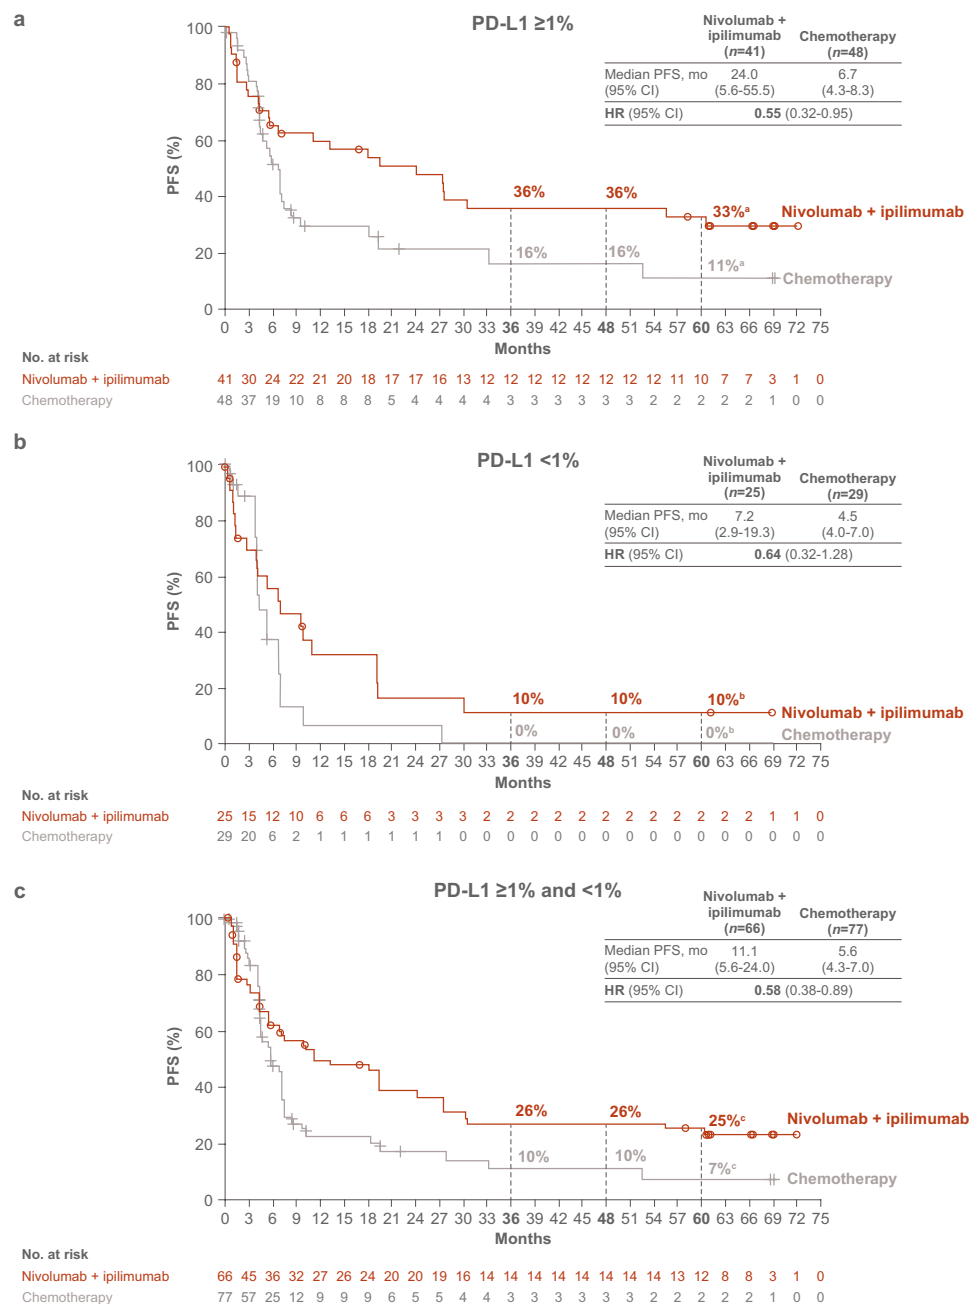 a
PD-L1 ≥1%
Nivolumab + ipilimumab (n=41) Chemotherapy (n=48)
Median PFS, mo (95% CI) 24.0 (5.6-55.5) 6.7 (4.3-8.3)
HR (95% CI) 0.55 (0.32-0.95)
PFS (%)
100
80
60
40
20
0
36% 36% 33%ᵃ Nivolumab + ipilimumab
16% 16% 11%ᵃ Chemotherapy
0 3 6 9 12 15 18 21 24 27 30 33 36 39 42 45 48 51 54 57 60 63 66 69 72 75
Months
No. at risk
Nivolumab + ipilimumab 41 30 24 22 21 20 18 17 17 16 13 12 12 12 12 12 12 12 12 11 10 7 7 3 1 0
Chemotherapy 48 37 19 10 8 8 8 5 4 4 4 4 3 3 3 3 3 3 2 2 2 2 2 1 0 0
b
PD-L1 <1%
Nivolumab + ipilimumab (n=25) Chemotherapy (n=29)
Median PFS, mo (95% CI) 7.2 (2.9-19.3) 4.5 (4.0-7.0)
HR (95% CI) 0.64 (0.32-1.28)
PFS (%)
100
80
60
40
20
0
10% 10% 10%ᵇ Nivolumab + ipilimumab
0% 0% 0%ᵇ Chemotherapy
0 3 6 9 12 15 18 21 24 27 30 33 36 39 42 45 48 51 54 57 60 63 66 69 72 75
Months
No. at risk
Nivolumab + ipilimumab 25 15 12 10 6 6 6 3 3 3 3 2 2 2 2 2 2 2 2 2 2 2 2 1 1 0
Chemotherapy 29 20 6 2 1 1 1 1 1 1 0 0 0 0 0 0 0 0 0 0 0 0 0 0 0 0
c
PD-L1 ≥1% and <1%
Nivolumab + ipilimumab (n=66) Chemotherapy (n=77)
Median PFS, mo (95% CI) 11.1 (5.6-24.0) 5.6 (4.3-7.0)
HR (95% CI) 0.58 (0.38-0.89)
PFS (%)
100
80
60
40
20
0
26% 26% 25%ᶜ Nivolumab + ipilimumab
10% 10% 7%ᶜ Chemotherapy
0 3 6 9 12 15 18 21 24 27 30 33 36 39 42 45 48 51 54 57 60 63 66 69 72 75
Months
No. at risk
Nivolumab + ipilimumab 66 45 36 32 27 26 24 20 20 19 16 14 14 14 14 14 14 14 14 13 12 8 8 3 1 0
Chemotherapy 77 57 25 12 9 9 9 6 5 5 4 4 3 3 3 3 3 3 2 2 2 2 2 1 0 0